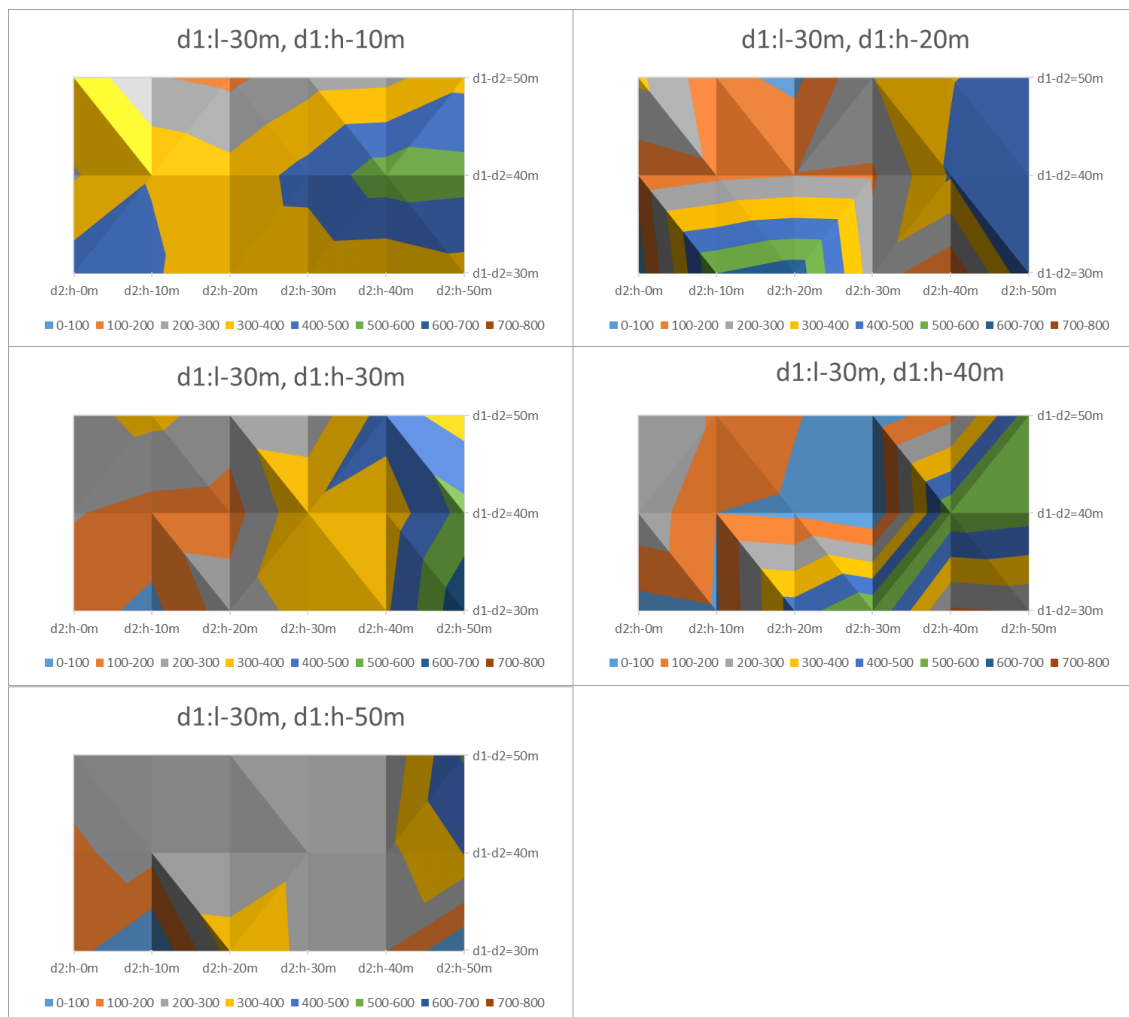 d1:l-30m, d1:h-10m
d1-d2=50m
d1-d2=40m
d1-d2=30m
d2:h-0m d2:h-10m d2:h-20m d2:h-30m d2:h-40m d2:h-50m
0-100 100-200 200-300 300-400 400-500 500-600 600-700 700-800
d1:l-30m, d1:h-20m
d1-d2=50m
d1-d2=40m
d1-d2=30m
d2:h-0m d2:h-10m d2:h-20m d2:h-30m d2:h-40m d2:h-50m
0-100 100-200 200-300 300-400 400-500 500-600 600-700 700-800
d1:l-30m, d1:h-30m
d1-d2=50m
d1-d2=40m
d1-d2=30m
d2:h-0m d2:h-10m d2:h-20m d2:h-30m d2:h-40m d2:h-50m
0-100 100-200 200-300 300-400 400-500 500-600 600-700 700-800
d1:l-30m, d1:h-40m
d1-d2=50m
d1-d2=40m
d1-d2=30m
d2:h-0m d2:h-10m d2:h-20m d2:h-30m d2:h-40m d2:h-50m
0-100 100-200 200-300 300-400 400-500 500-600 600-700 700-800
d1:l-30m, d1:h-50m
d1-d2=50m
d1-d2=40m
d1-d2=30m
d2:h-0m d2:h-10m d2:h-20m d2:h-30m d2:h-40m d2:h-50m
0-100 100-200 200-300 300-400 400-500 500-600 600-700 700-800